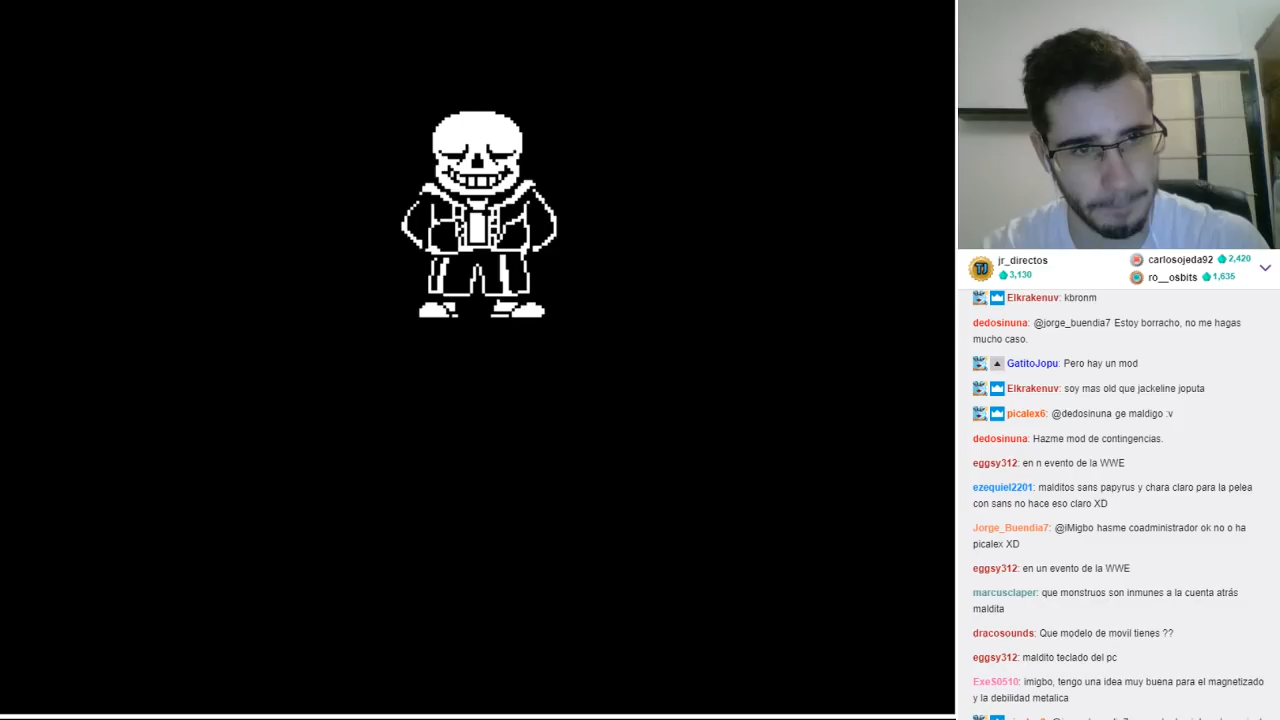 TJ
jr_directos
3,130
carlosojeda92 2,420
ro__osbits 1,635
Elkrakenuv: kbronm
dedosinuna: @jorge_buendia7 Estoy borracho, no me hagas
mucho caso.
GatitoJopu: Pero hay un mod
Elkrakenuv: soy mas old que jackeline joputa
picalex6: @dedosinuna ge maldigo :v
dedosinuna: Hazme mod de contingencias.
eggsy312: en n evento de la WWE
ezequiel2201: malditos sans papyrus y chara claro para la pelea
con sans no hace eso claro XD
Jorge_Buendia7: @iMigbo hasme coadministrador ok no o ha
picalex XD
eggsy312: en un evento de la WWE
marcusclaper: que monstruos son inmunes a la cuenta atrás
maldita
dracosounds: Que modelo de movil tienes ??
eggsy312: maldito teclado del pc
ExeS0510: imigbo, tengo una idea muy buena para el magnetizado
y la debilidad metalica